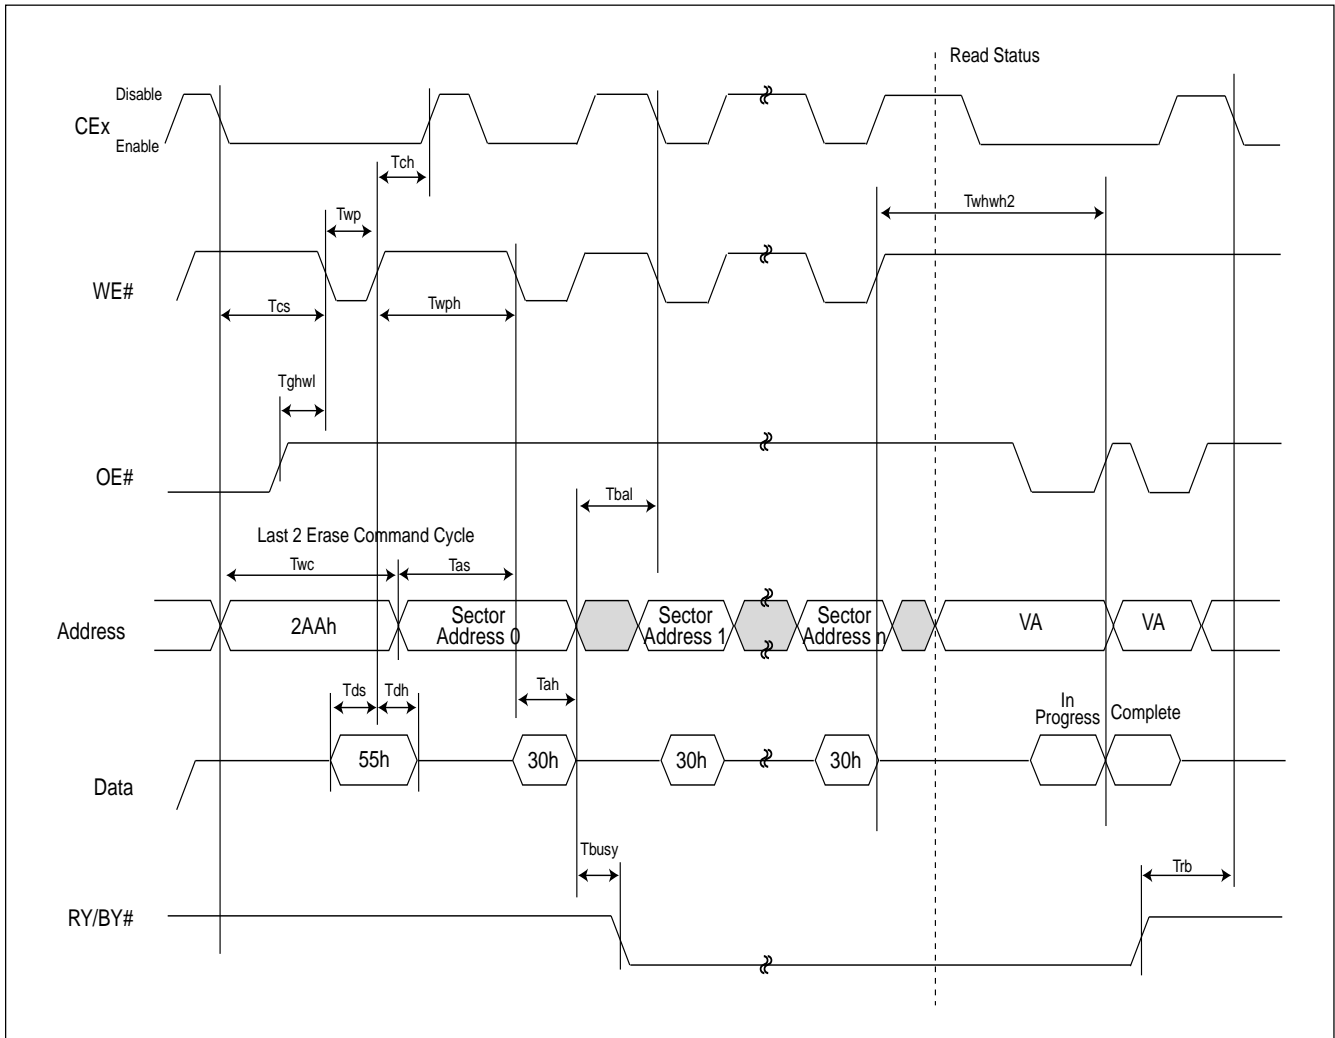 Read Status
Disable
CEx
Enable
Tch
Twp
Twhwh2
WE#
Tcs
Twph
Tghwl
OE#
Tbal
Last 2 Erase Command Cycle
Twc
Tas
Address
2AAh
Sector
Address 0
Sector
Address 1
Sector
Address n
VA
VA
Tds
Tdh
Tah
In
Progress
Complete
Data
55h
30h
30h
30h
Tbusy
Trb
RY/BY#